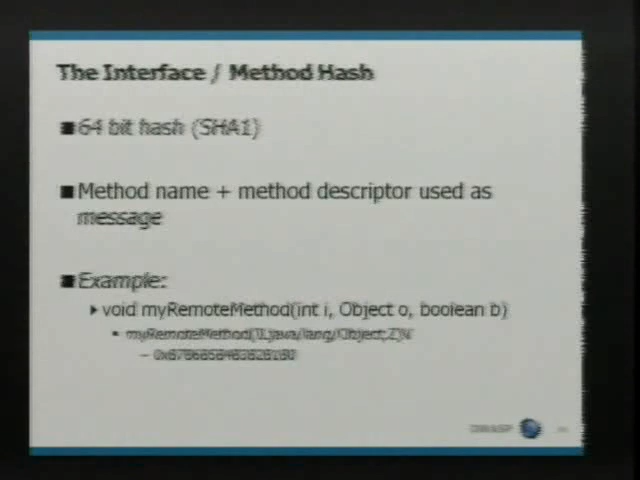 The Interface / Method Hash
■64 bit hash (SHA1)
■Method name + method descriptor used as
message
■Example:
void myRemoteMethod(int i, Object o, boolean b)
myRemoteMethod(ILjava/lang/Object;Z)V
OWASP